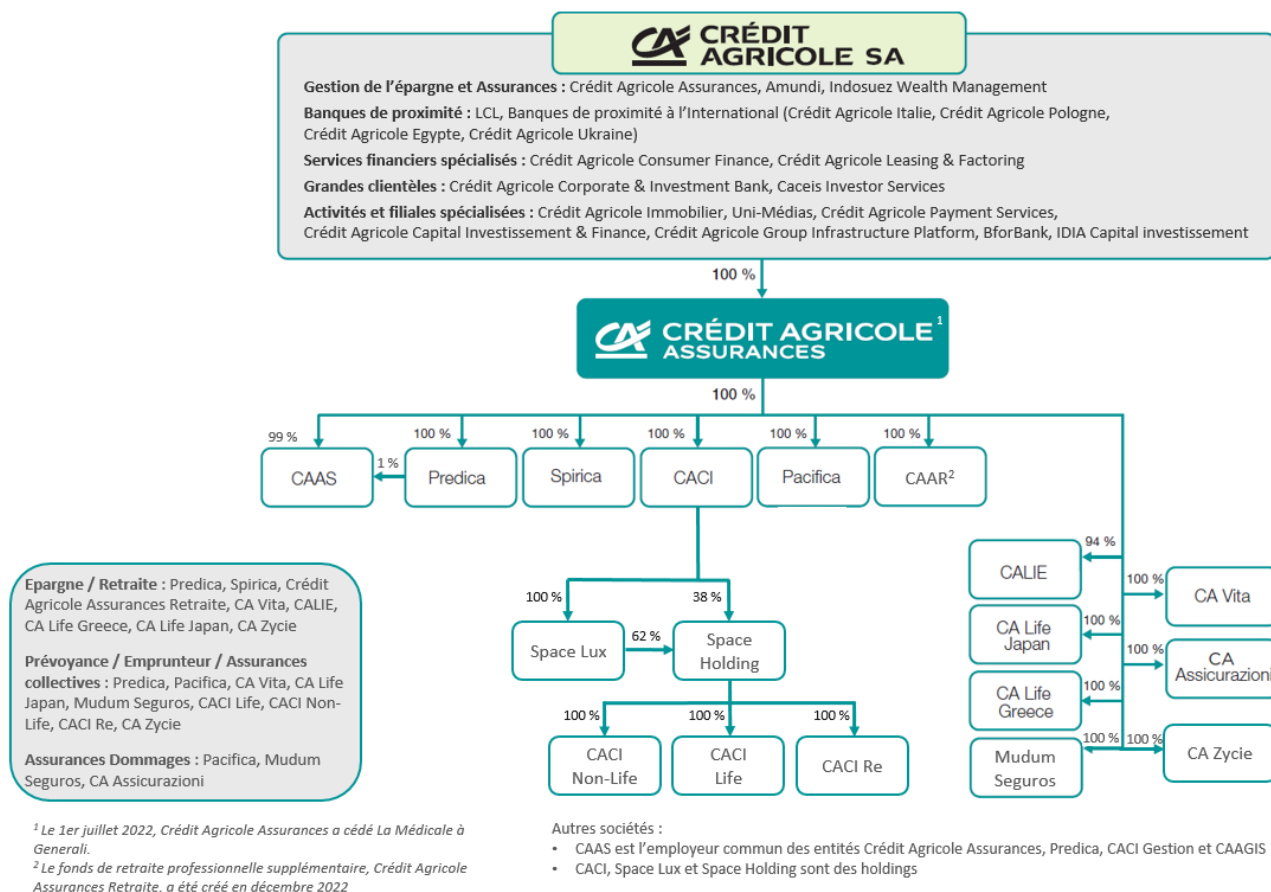 CRÉDIT
AGRICOLE SA
Gestion de l'épargne et Assurances : Crédit Agricole Assurances, Amundi, Indosuez Wealth Management
Banques de proximité : LCL, Banques de proximité à l'International (Crédit Agricole Italie, Crédit Agricole Pologne,
Crédit Agricole Egypte, Crédit Agricole Ukraine)
Services financiers spécialisés : Crédit Agricole Consumer Finance, Crédit Agricole Leasing & Factoring
Grandes clientèles : Crédit Agricole Corporate & Investment Bank, Caceis Investor Services
Activités et filiales spécialisées : Crédit Agricole Immobilier, Uni-Médias, Crédit Agricole Payment Services,
Crédit Agricole Capital Investissement & Finance, Crédit Agricole Group Infrastructure Platform, BforBank, IDIA Capital investissement
100 %
CRÉDIT AGRICOLE 1
ASSURANCES
100 %
99 %
100 %
100 %
100 %
100 %
100 %
CAAS
1 %
Predica
Spirica
CACI
Pacifica
CAAR²
94 %
CALIE
100 %
CA Vita
100 %
CA Life
Japan
100 %
CA
Assicurazioni
100 %
CA Life
Greece
100 %
100 %
Mudum
Seguros
CA Zycie
100 %
38 %
Space Lux
62 %
Space
Holding
100 %
100 %
100 %
CACI
Non-Life
CACI
Life
CACI Re
Epargne / Retraite : Predica, Spirica, Crédit
Agricole Assurances Retraite, CA Vita, CALIE,
CA Life Greece, CA Life Japan, CA Zycie
Prévoyance / Emprunteur / Assurances
collectives : Predica, Pacifica, CA Vita, CA Life
Japan, Mudum Seguros, CACI Life, CACI Non-
Life, CACI Re, CA Zycie
Assurances Dommages : Pacifica, Mudum
Seguros, CA Assicurazioni
¹ Le 1er juillet 2022, Crédit Agricole Assurances a cédé La Médicale à
Generali.
² Le fonds de retraite professionnelle supplémentaire, Crédit Agricole
Assurances Retraite, a été créé en décembre 2022
Autres sociétés :
• CAAS est l'employeur commun des entités Crédit Agricole Assurances, Predica, CACI Gestion et CAAGIS
• CACI, Space Lux et Space Holding sont des holdings